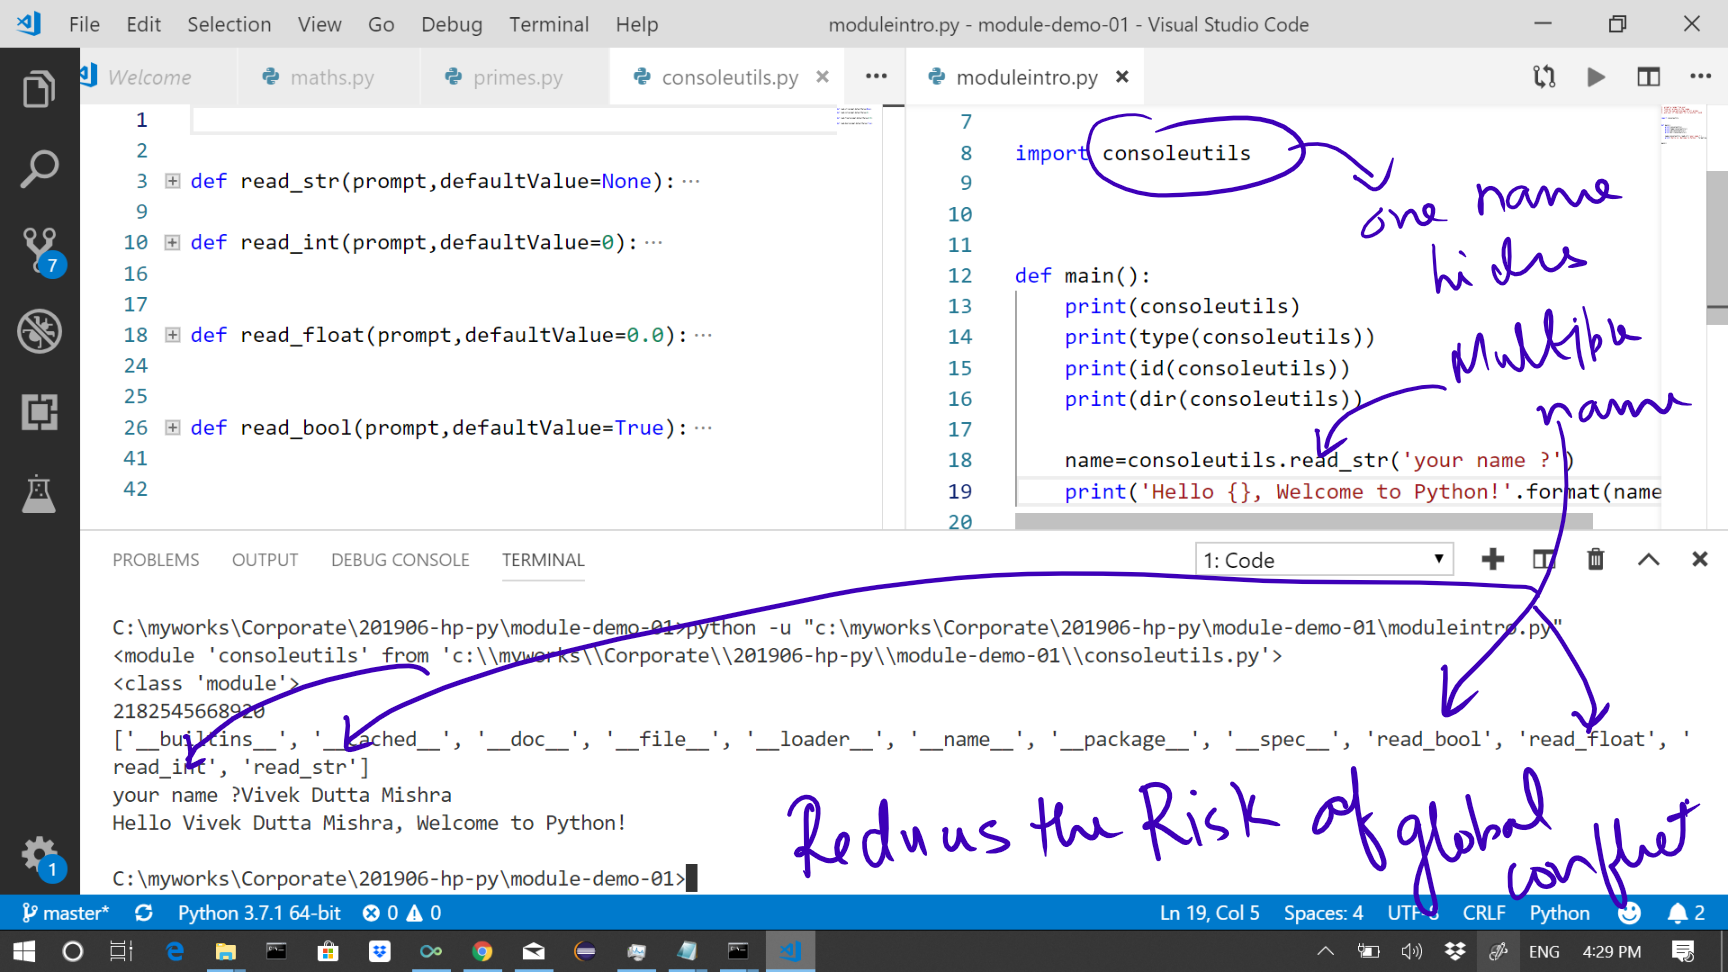 File Edit Selection View Go Debug Terminal Help moduleintro.py - module-demo-01 - Visual Studio Code
Welcome maths.py primes.py consoleutils.py moduleintro.py
1
2
3 def read_str(prompt,defaultValue=None):
9
10 def read_int(prompt,defaultValue=0):
16
17
18 def read_float(prompt,defaultValue=0.0):
24
25
26 def read_bool(prompt,defaultValue=True):
41
42
7
8 import consoleutils
9
10
11
12 def main():
13 print(consoleutils)
14 print(type(consoleutils))
15 print(id(consoleutils))
16 print(dir(consoleutils))
17
18 name=consoleutils.read_str('your name ?')
19 print('Hello {}, Welcome to Python!'.format(name
20
one name
hides
Multiple
name
PROBLEMS OUTPUT DEBUG CONSOLE TERMINAL 1: Code
C:\myworks\Corporate\201906-hp-py\module-demo-01>python -u "c:\myworks\Corporate\201906-hp-py\module-demo-01\moduleintro.py"
<module 'consoleutils' from 'c:\\myworks\\Corporate\\201906-hp-py\\module-demo-01\\consoleutils.py'>
<class 'module'>
2182545668920
['__builtins__', '__cached__', '__doc__', '__file__', '__loader__', '__name__', '__package__', '__spec__', 'read_bool', 'read_float', '
read_int', 'read_str']
your name ?Vivek Dutta Mishra
Hello Vivek Dutta Mishra, Welcome to Python!
C:\myworks\Corporate\201906-hp-py\module-demo-01>
Reduces the Risk of global
conflict
7
1
master* Python 3.7.1 64-bit 0 0 Ln 19, Col 5 Spaces: 4 UTF-8 CRLF Python 2
ENG 4:29 PM